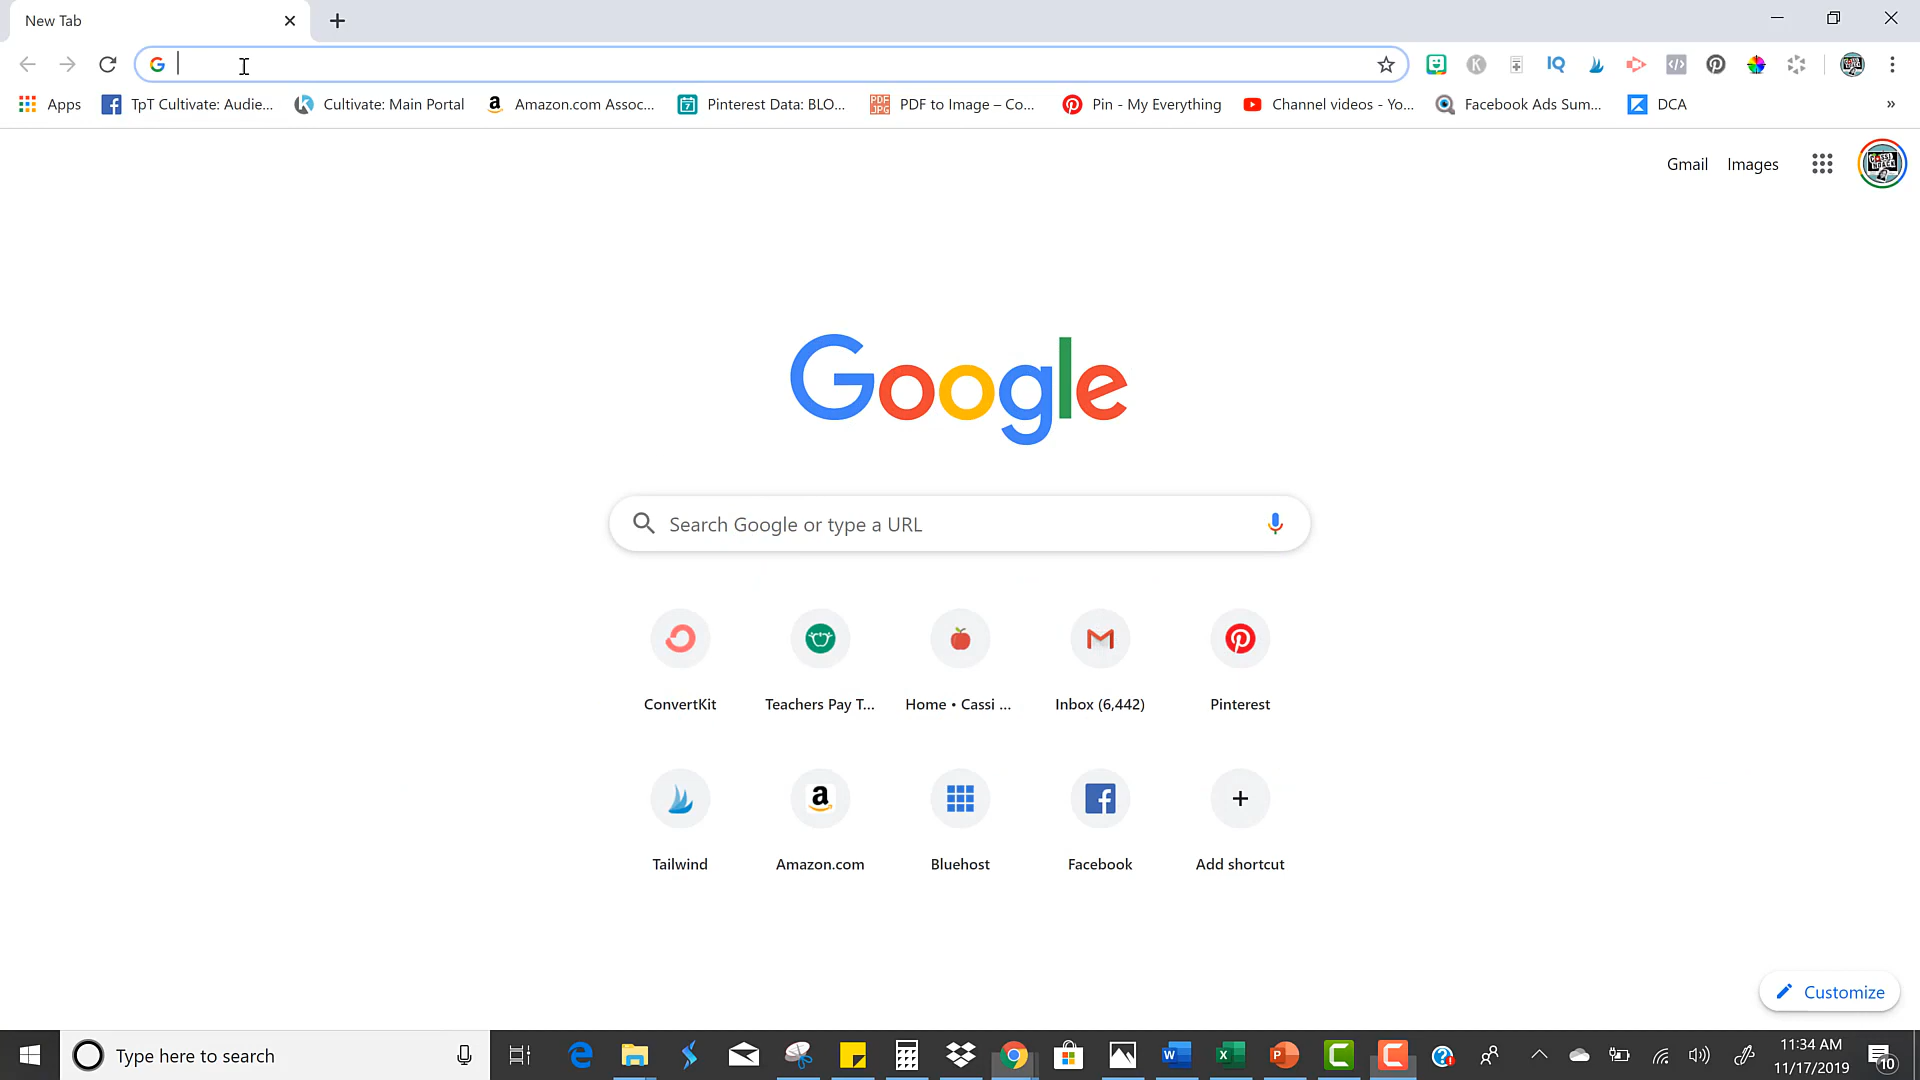 New Tab
Apps
TpT Cultivate: Audie...
Cultivate: Main Portal
Amazon.com Assoc...
Pinterest Data: BLO...
PDF to Image – Co...
Pin - My Everything
Channel videos - Yo...
Facebook Ads Sum...
DCA
»
Gmail
Images
Google
Search Google or type a URL
ConvertKit
Teachers Pay T...
Home • Cassi ...
Inbox (6,442)
Pinterest
Tailwind
Amazon.com
Bluehost
Facebook
Add shortcut
Customize
Type here to search
11:34 AM
11/17/2019
10